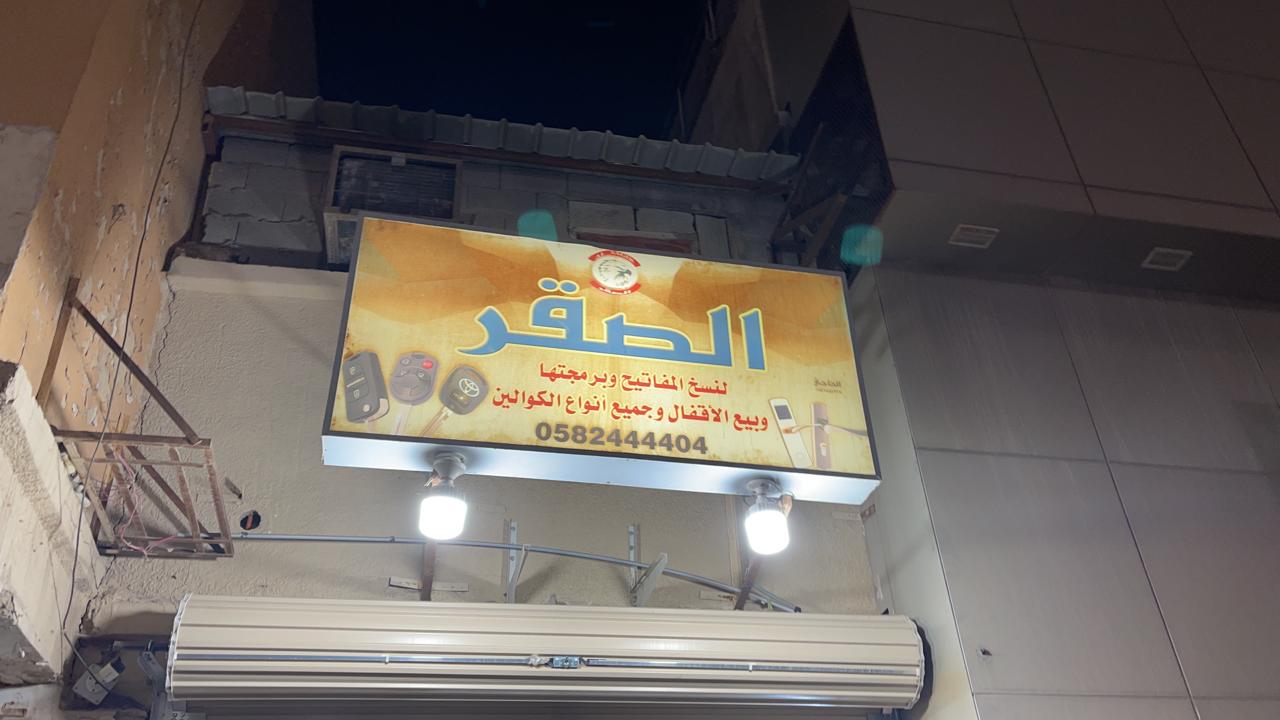 الصقر
لنسخ المفاتيح وبرمجتها
وبيع الأقفال وجميع أنواع الكوالين
0582444404